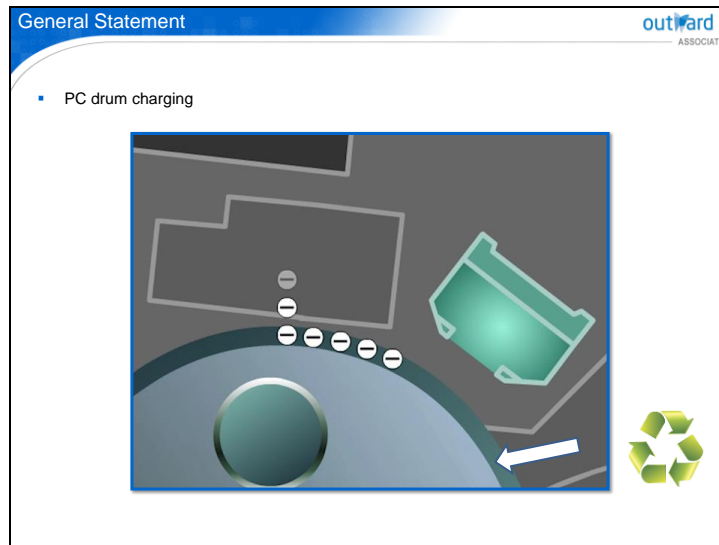 General Statement
outward
ASSOCIAT
PC drum charging